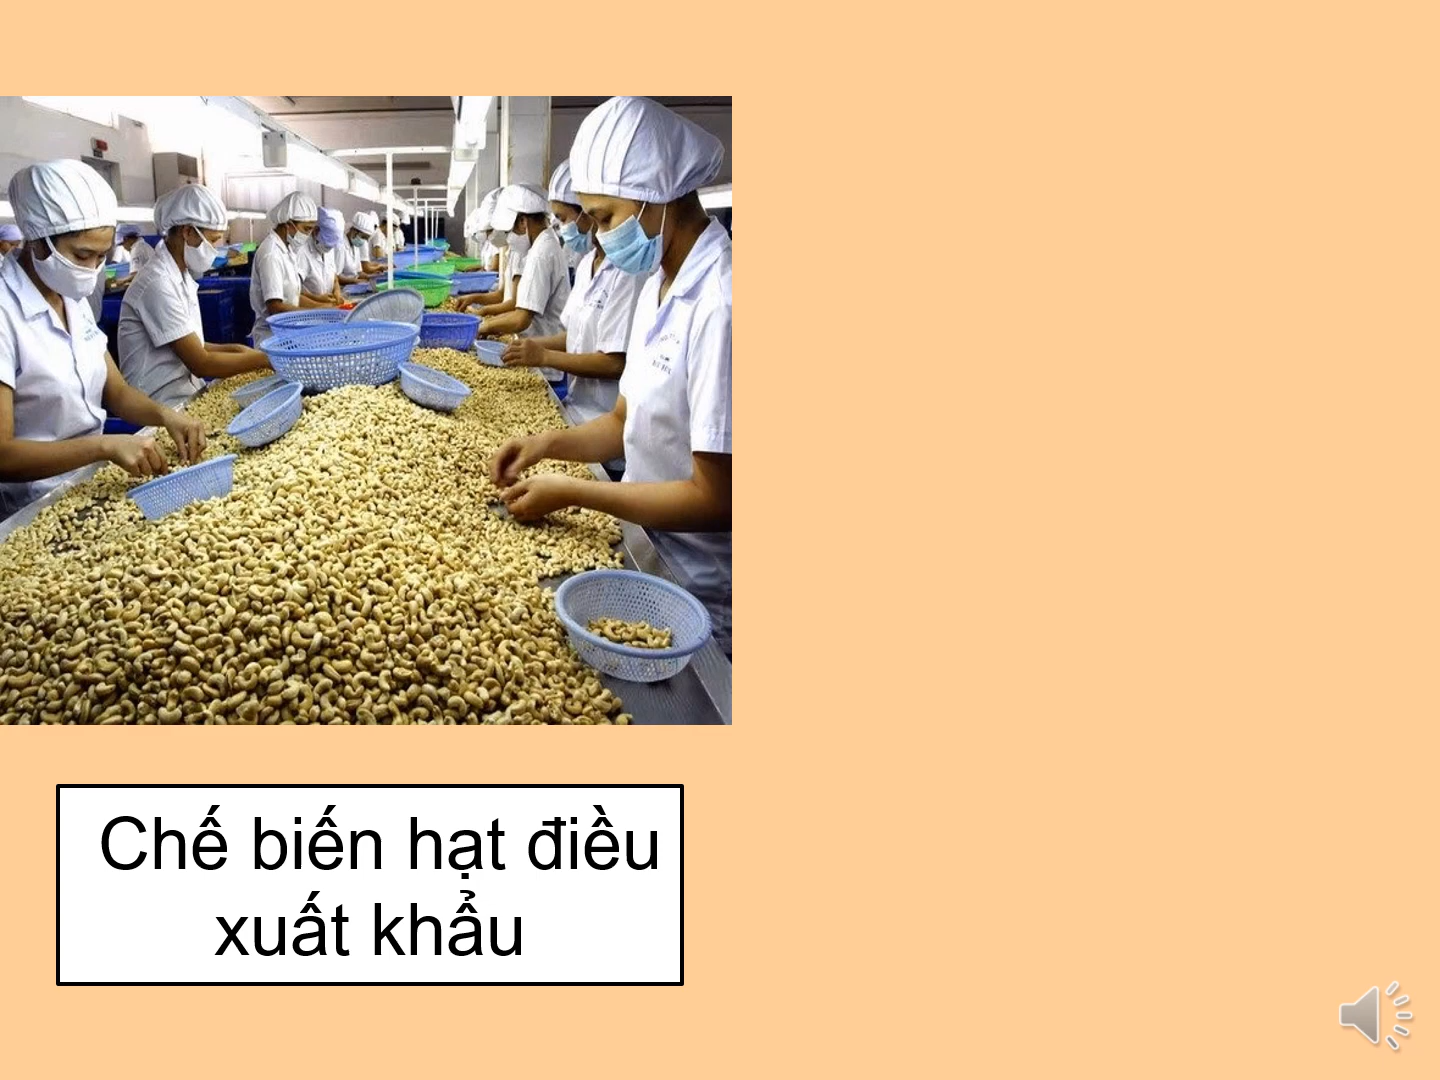 Chế biến hạt điều
xuất khẩu